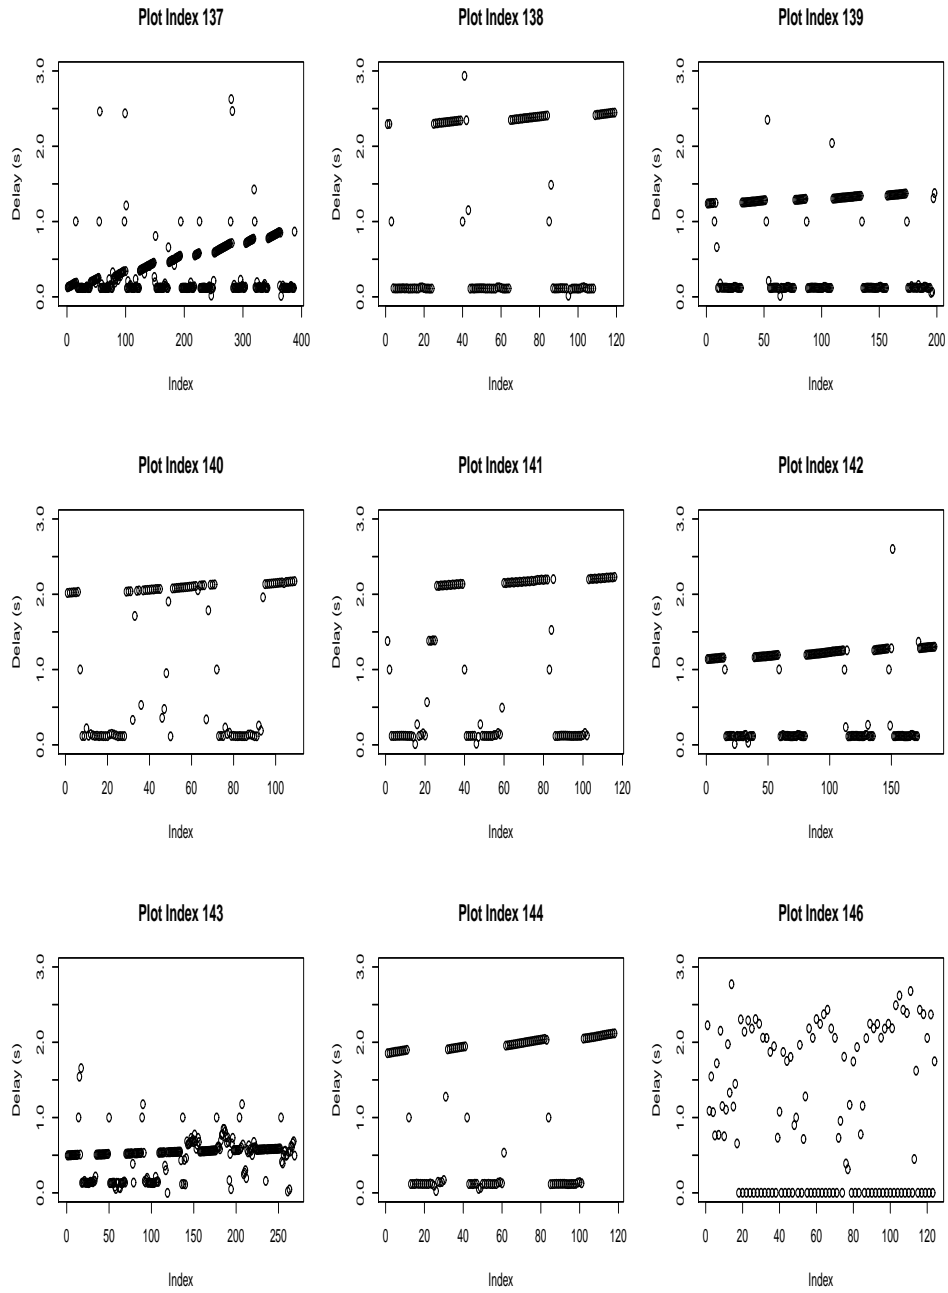 Plot Index 137
Delay (s)
3.0
2.0
1.0
0.0
0 100 200 300 400
Index
Plot Index 138
Delay (s)
3.0
2.0
1.0
0.0
0 20 40 60 80 100 120
Index
Plot Index 139
Delay (s)
3.0
2.0
1.0
0.0
0 50 100 150 200
Index
Plot Index 140
Delay (s)
3.0
2.0
1.0
0.0
0 20 40 60 80 100
Index
Plot Index 141
Delay (s)
3.0
2.0
1.0
0.0
0 20 40 60 80 100 120
Index
Plot Index 142
Delay (s)
3.0
2.0
1.0
0.0
0 50 100 150
Index
Plot Index 143
Delay (s)
3.0
2.0
1.0
0.0
0 50 100 150 200 250
Index
Plot Index 144
Delay (s)
3.0
2.0
1.0
0.0
0 20 40 60 80 100 120
Index
Plot Index 146
Delay (s)
3.0
2.0
1.0
0.0
0 20 40 60 80 100 120
Index